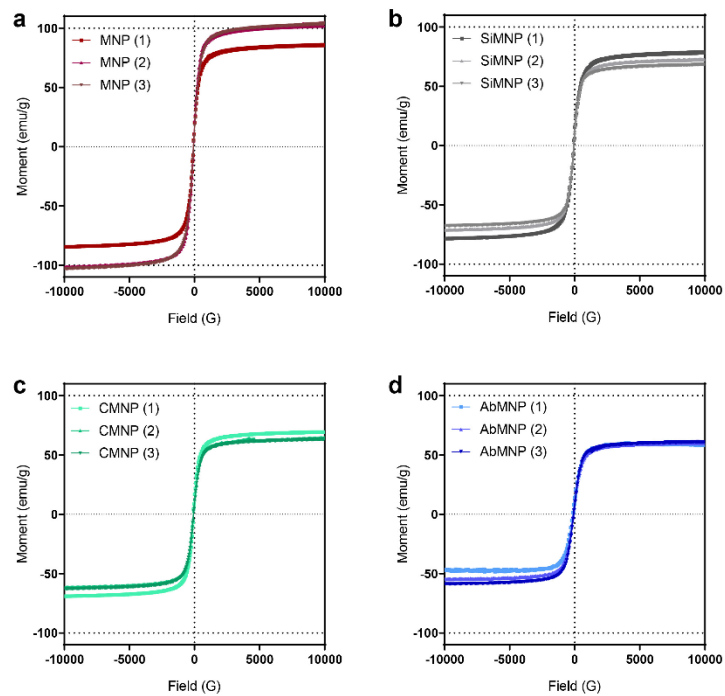 a
MNP (1)
MNP (2)
MNP (3)
Moment (emu/g)
100
50
0
-50
-100
-10000 -5000 0 5000 10000
Field (G)
b
SiMNP (1)
SiMNP (2)
SiMNP (3)
Moment (emu/g)
100
50
0
-50
-100
-10000 -5000 0 5000 10000
Field (G)
c
CMNP (1)
CMNP (2)
CMNP (3)
Moment (emu/g)
100
50
0
-50
-100
-10000 -5000 0 5000 10000
Field (G)
d
AbMNP (1)
AbMNP (2)
AbMNP (3)
Moment (emu/g)
100
50
0
-50
-100
-10000 -5000 0 5000 10000
Field (G)